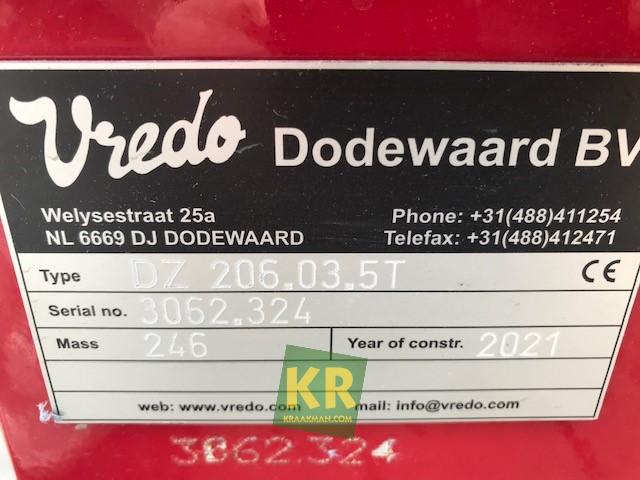 Vredo Dodewaard BV
Welysestraat 25a Phone: +31(488)411254
NL 6669 DJ DODEWAARD Telefax: +31(488)412471
Type DZ 206.03.5T CE
Serial no. 3062.324
Mass 246 Year of constr. 2021
KR
KRAAKMAN.COM
web: www.vredo.com mail: info@vredo.com
3062.324